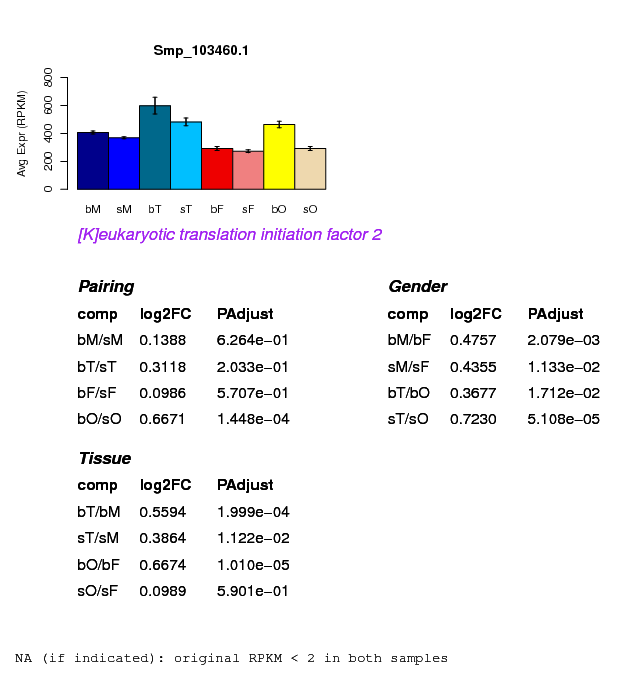 Smp_103460.1
Avg Expr (RPKM)
0 200 400 600 800
bM sM bT sT bF sF bO sO
[K]eukaryotic translation initiation factor 2
Pairing
comp log2FC PAdjust
bM/sM 0.1388 6.264e−01
bT/sT 0.3118 2.033e−01
bF/sF 0.0986 5.707e−01
bO/sO 0.6671 1.448e−04
Gender
comp log2FC PAdjust
bM/bF 0.4757 2.079e−03
sM/sF 0.4355 1.133e−02
bT/bO 0.3677 1.712e−02
sT/sO 0.7230 5.108e−05
Tissue
comp log2FC PAdjust
bT/bM 0.5594 1.999e−04
sT/sM 0.3864 1.122e−02
bO/bF 0.6674 1.010e−05
sO/sF 0.0989 5.901e−01
NA (if indicated): original RPKM < 2 in both samples